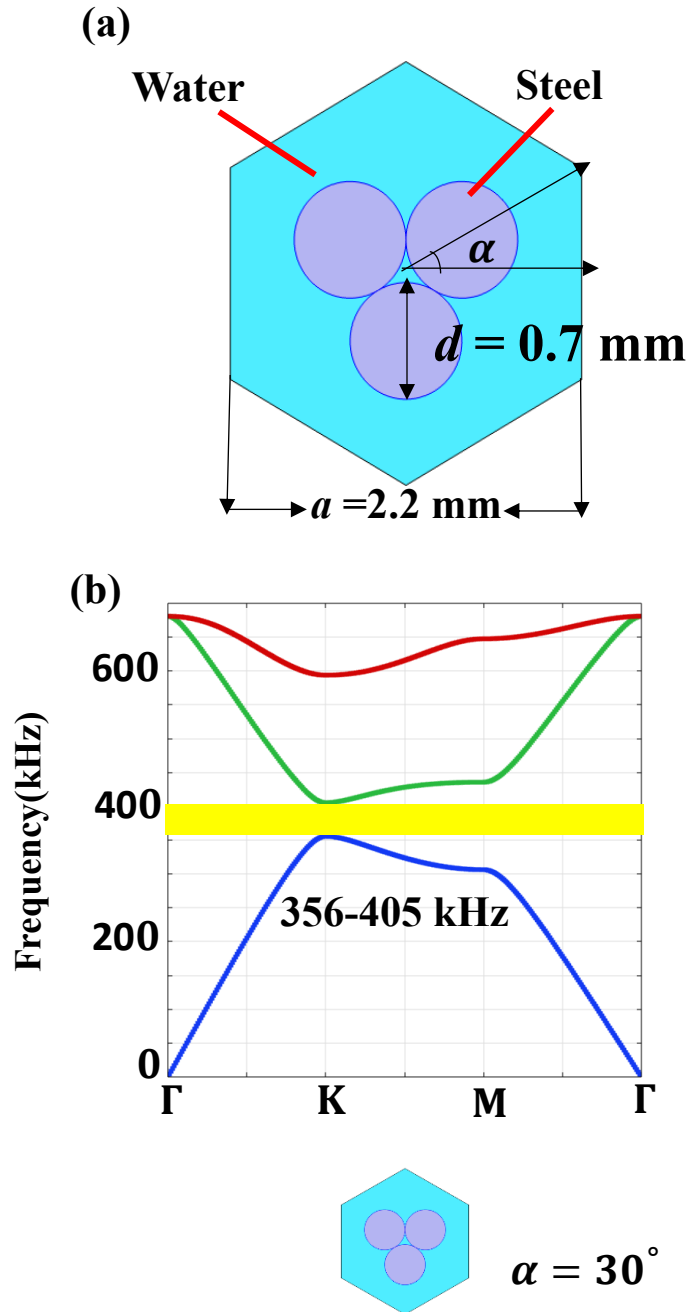 (a)
Water
Steel
α
d = 0.7 mm
a =2.2 mm
(b)
Frequency(kHz)
600
400
200
0
356-405 kHz
Γ K M Γ
α = 30°